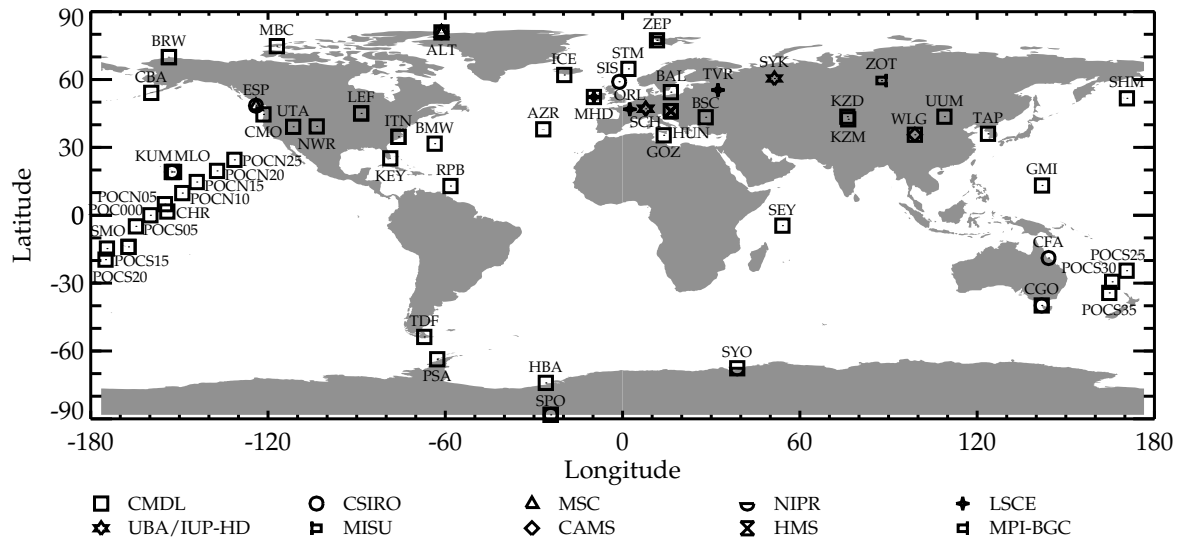 90
ZEP
BRW
MBC
ALT
ICE
STM
SIS
TVR
SYK
ZOT
SHM
60
CBA
ESP
ORL
BAL
UTA
LEF
ITN
BMW
AZR
MHD
SCH
BSC
KZD
UUM
WLG
TAP
CMO
NWR
HUN
KZM
30
GOZ
KUM
MLO
POCN25
POCN20
KEY
RPB
GMI
POCN15
POCN05
POCN10
POC000
CHR
0
SEY
SMO
POCS05
CFA
POCS15
POCS25
POCS20
POCS30
-30
CGO
POCS35
TDF
-60
PSA
HBA
SYO
SPO
-90
Latitude
-180 -120 -60 0 60 120 180
Longitude
CMDL CSIRO MSC NIPR LSCE
UBA/IUP-HD MISU CAMS HMS MPI-BGC